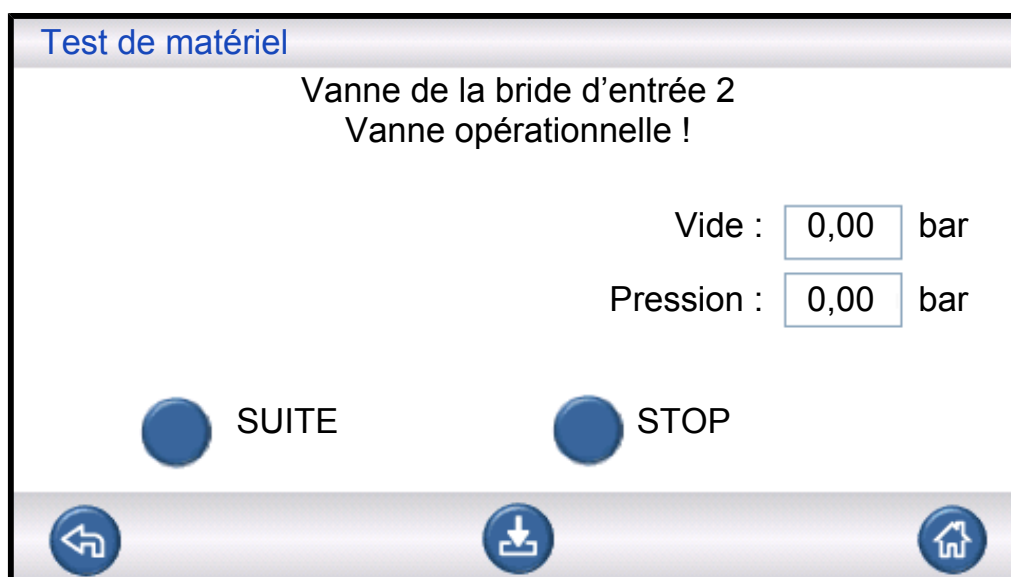 Test de matériel
Vanne de la bride d’entrée 2
Vanne opérationnelle !
Vide : 0,00 bar
Pression : 0,00 bar
SUITE STOP